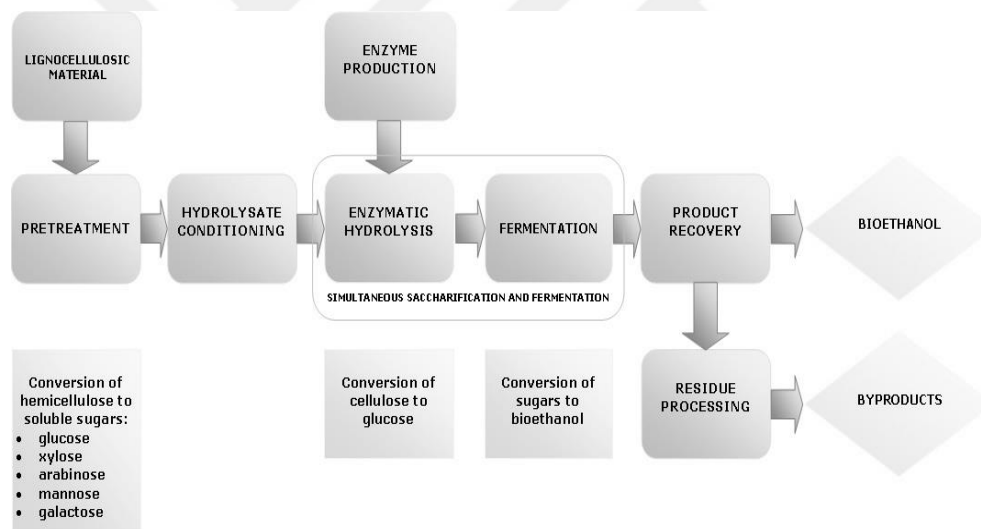 LIGNOCELLULOSIC
MATERIAL
ENZYME
PRODUCTION
PRETREATMENT
HYDROLYSATE
CONDITIONING
ENZYMATIC
HYDROLYSIS
FERMENTATION
PRODUCT
RECOVERY
BIOETHANOL
SIMULTANEOUS SACCHARIFICATION AND FERMENTATION
Conversion of
hemicellulose to
soluble sugars:
• glucose
• xylose
• arabinose
• mannose
• galactose
Conversion of
cellulose to
glucose
Conversion of
sugars to
bioethanol
RESIDUE
PROCESSING
BYPRODUCTS